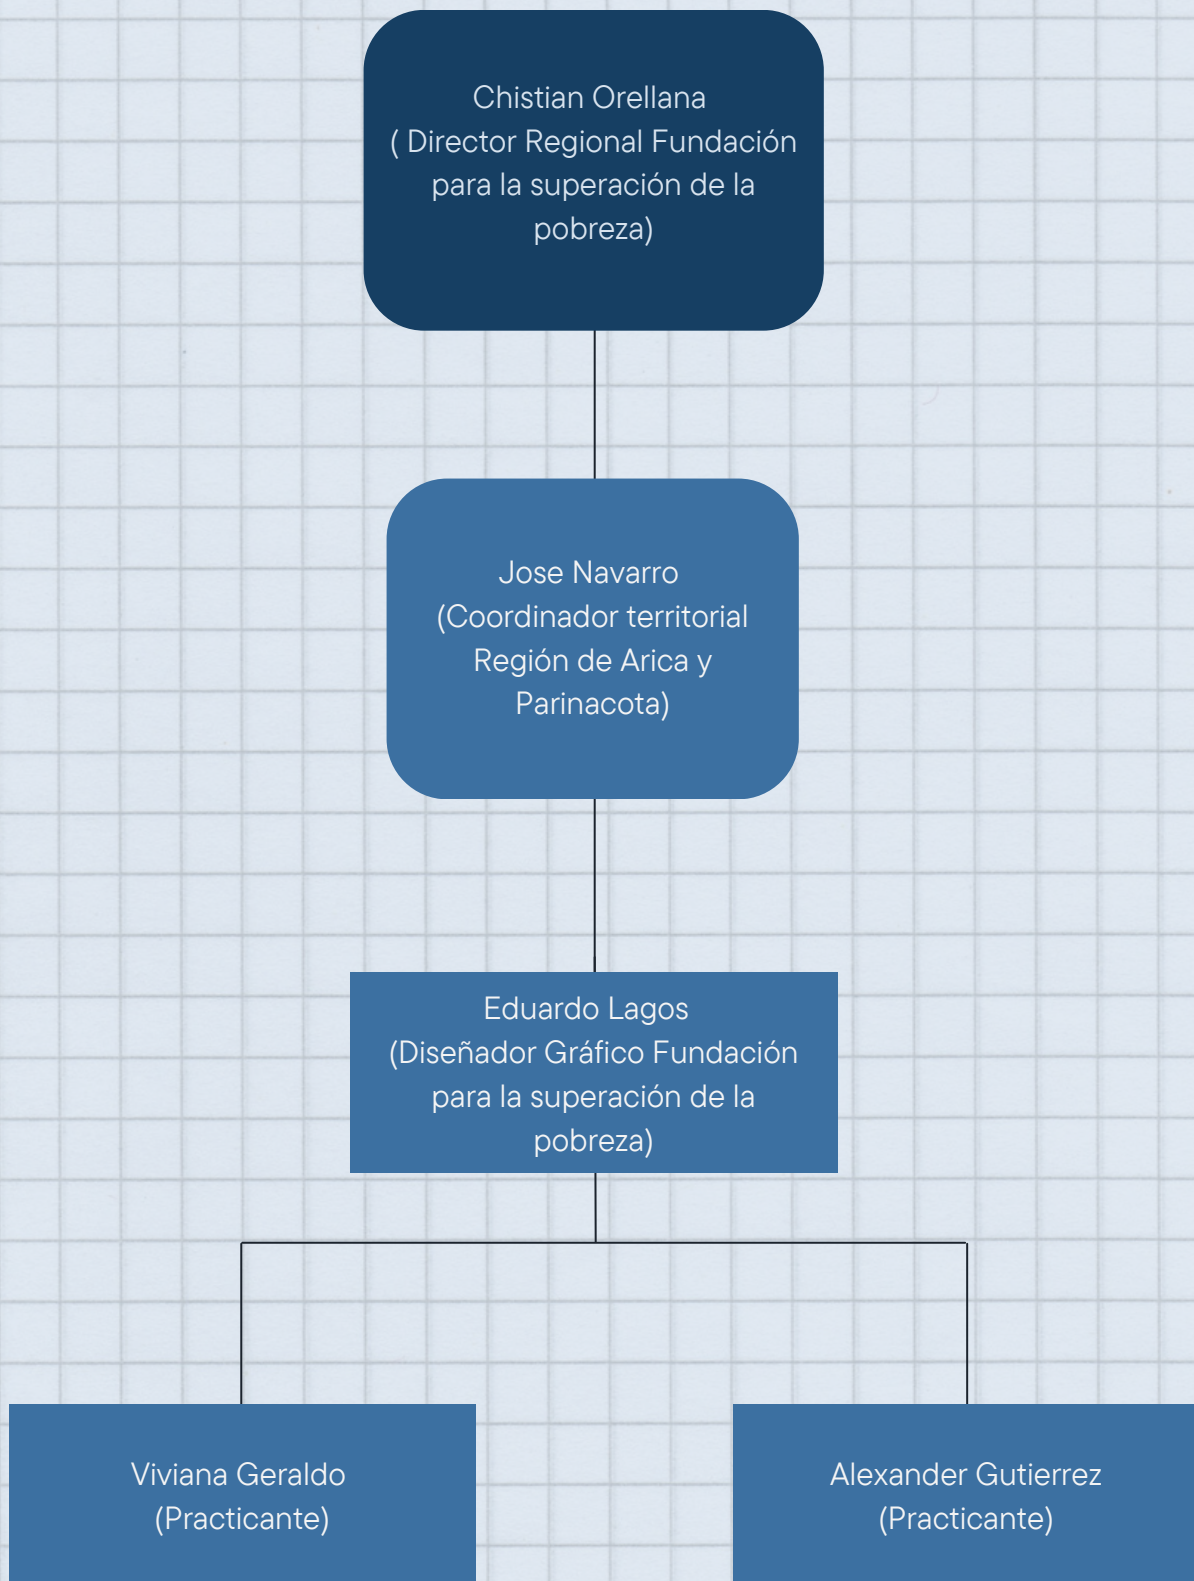 Chistian Orellana
( Director Regional Fundación
para la superación de la
pobreza)
Jose Navarro
(Coordinador territorial
Región de Arica y
Parinacota)
Eduardo Lagos
(Diseñador Gráfico Fundación
para la superación de la
pobreza)
Viviana Geraldo
(Practicante)
Alexander Gutierrez
(Practicante)